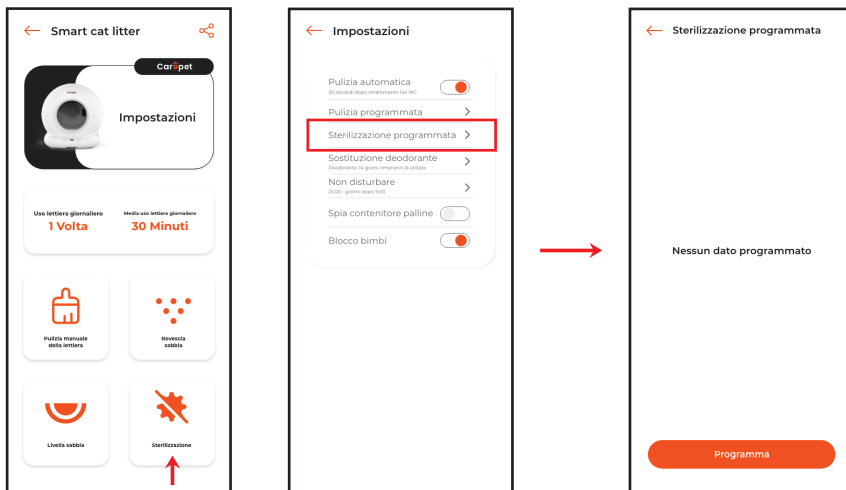 Smart cat litter
Carüpet
Impostazioni
Uso lettiera giornaliero
1 Volta
Media uso lettiera giornaliero
30 Minuti
Pulizia manuale
della lettiera
Rovescia
sabbia
Livella sabbia
Sterilizzazione
Impostazioni
Pulizia automatica
30 secondi dopo smaltimento nel WC
Pulizia programmata
Sterilizzazione programmata
Sostituzione deodorante
Deodorante: 14 giorni rimanenti di utilizzo
Non disturbare
23:00 - giorno dopo 9:00
Spia contenitore palline
Blocco bimbi
Sterilizzazione programmata
Nessun dato programmato
Programma